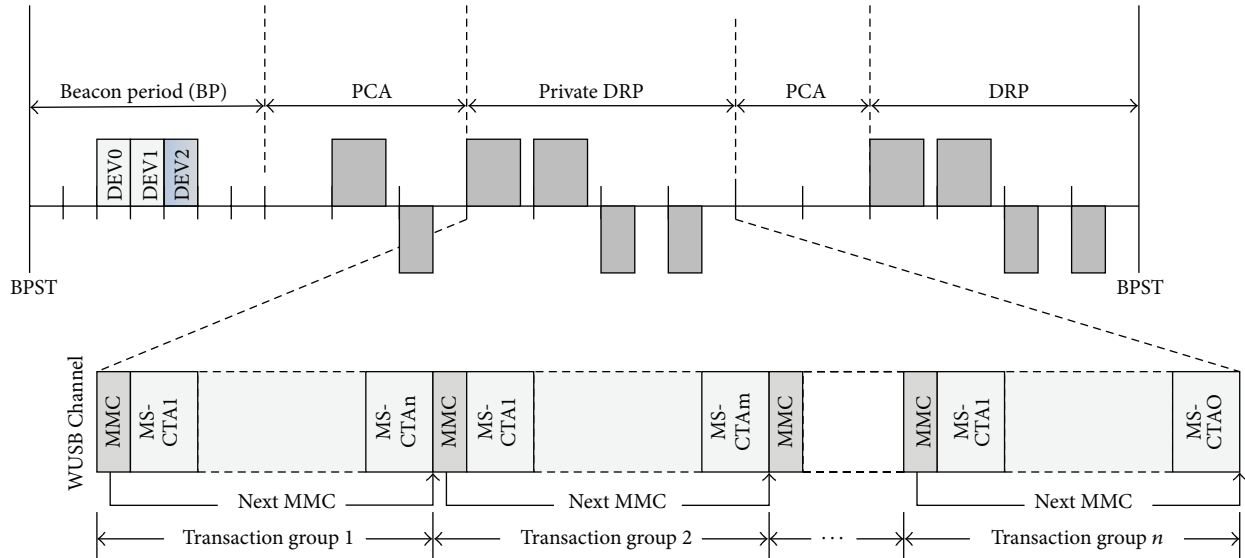 Beacon period (BP)
PCA
Private DRP
PCA
DRP
DEV0
DEV1
DEV2
BPST
BPST
WUSB Channel
MMC
MS-
CTA1
MS-
CTAn
MMC
MS-
CTA1
MS-
CTAm
MMC
MMC
MS-
CTA1
MS-
CTAO
Next MMC
Next MMC
Next MMC
Transaction group 1
Transaction group 2
...
Transaction group n